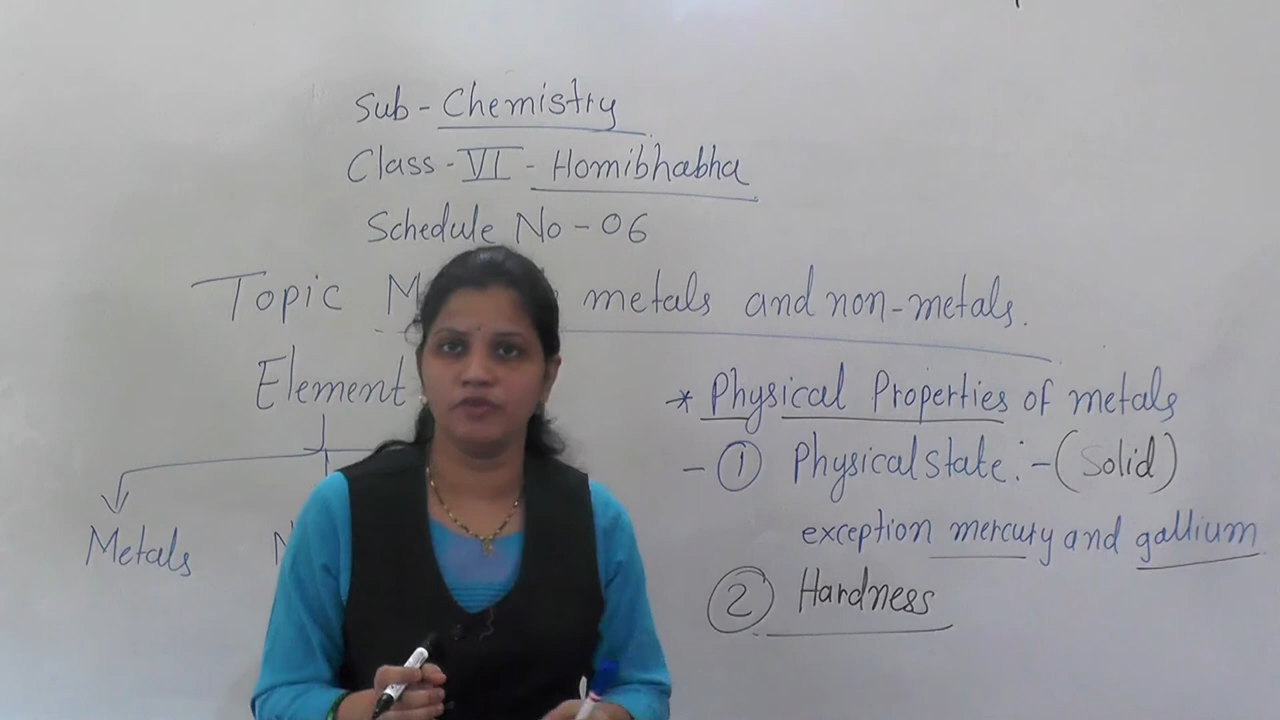 Sub - Chemistry
Class - VI - Homibhabha
Schedule No - 06
Topic metals and non-metals.
Element
Metals
* Physical Properties of metals
- ① Physical state :- (Solid)
exception mercury and gallium
② Hardness